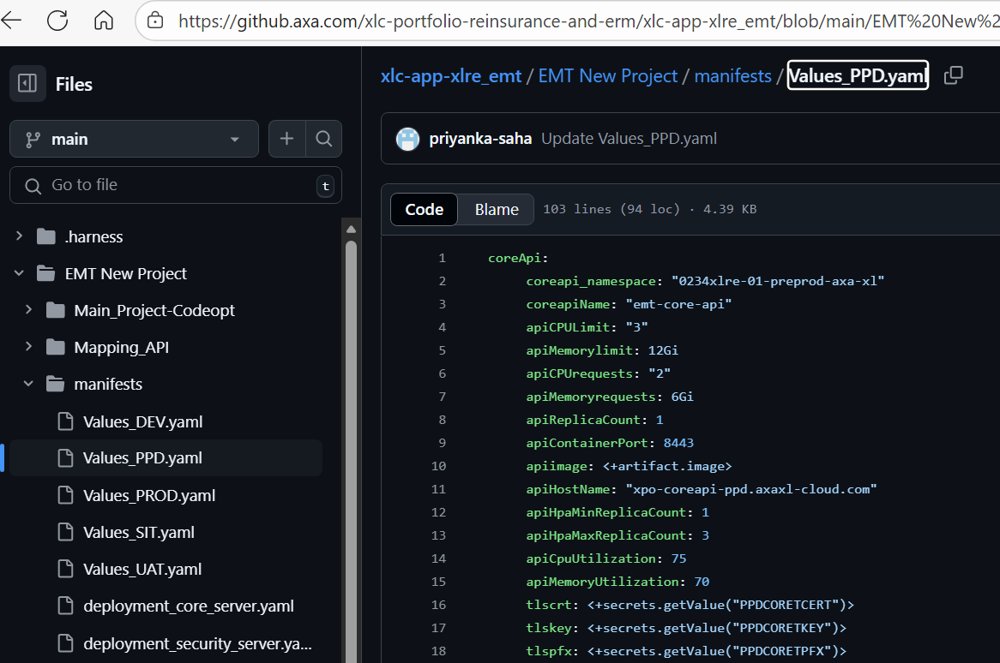 https://github.axa.com/xlc-portfolio-reinsurance-and-erm/xlc-app-xlre_emt/blob/main/EMT%20New%2
Files
main
Go to file
t
.harness
EMT New Project
Main_Project-Codeopt
Mapping_API
manifests
Values_DEV.yaml
Values_PPD.yaml
Values_PROD.yaml
Values_SIT.yaml
Values_UAT.yaml
deployment_core_server.yaml
deployment_security_server.ya...
xlc-app-xlre_emt / EMT New Project / manifests / Values_PPD.yaml
priyanka-saha Update Values_PPD.yaml
Code Blame 103 lines (94 loc) · 4.39 KB
1 coreApi:
2 coreapi_namespace: "0234xlre-01-preprod-axa-xl"
3 coreapiName: "emt-core-api"
4 apiCPULimit: "3"
5 apiMemorylimit: 12Gi
6 apiCPUrequests: "2"
7 apiMemoryrequests: 6Gi
8 apiReplicaCount: 1
9 apiContainerPort: 8443
10 apiimage: <+artifact.image>
11 apiHostName: "xpo-coreapi-ppd.axaxl-cloud.com"
12 apiHpaMinReplicaCount: 1
13 apiHpaMaxReplicaCount: 3
14 apiCpuUtilization: 75
15 apiMemoryUtilization: 70
16 tlscrt: <+secrets.getValue("PPDCORETCERT")>
17 tlskey: <+secrets.getValue("PPDCORETKEY")>
18 tlspfx: <+secrets.getValue("PPDCORETPFX")>